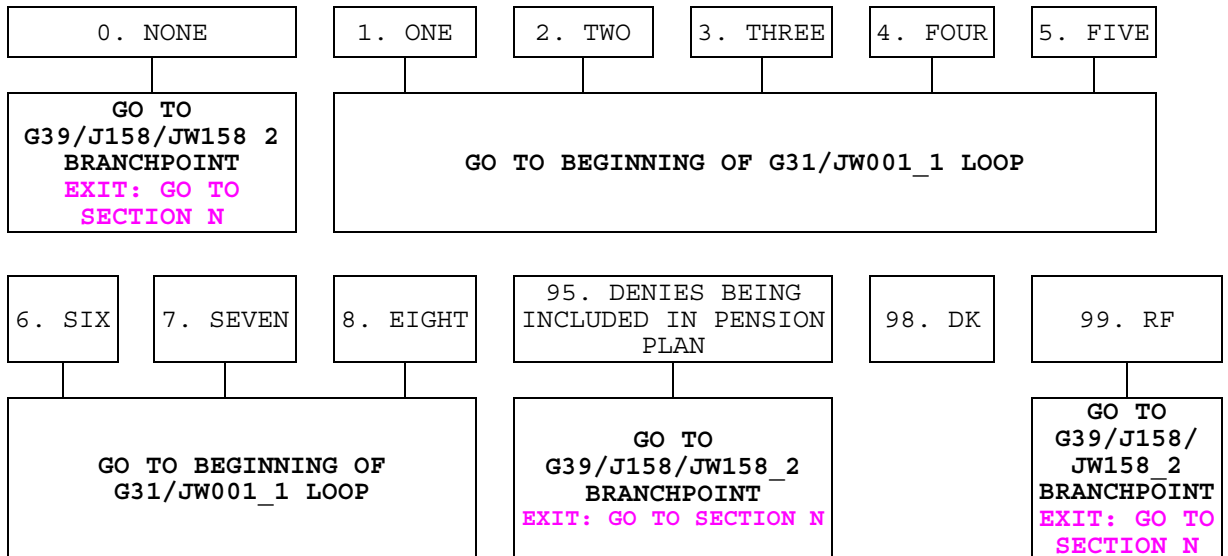 0. NONE
1. ONE
2. TWO
3. THREE
4. FOUR
5. FIVE
GO TO
G39/J158/JW158 2
BRANCHPOINT
EXIT: GO TO
SECTION N
GO TO BEGINNING OF G31/JW001_1 LOOP
6. SIX
7. SEVEN
8. EIGHT
95. DENIES BEING
INCLUDED IN PENSION
PLAN
98. DK
99. RF
GO TO BEGINNING OF
G31/JW001_1 LOOP
GO TO
G39/J158/JW158_2
BRANCHPOINT
EXIT: GO TO SECTION N
GO TO
G39/J158/
JW158_2
BRANCHPOINT
EXIT: GO TO
SECTION N